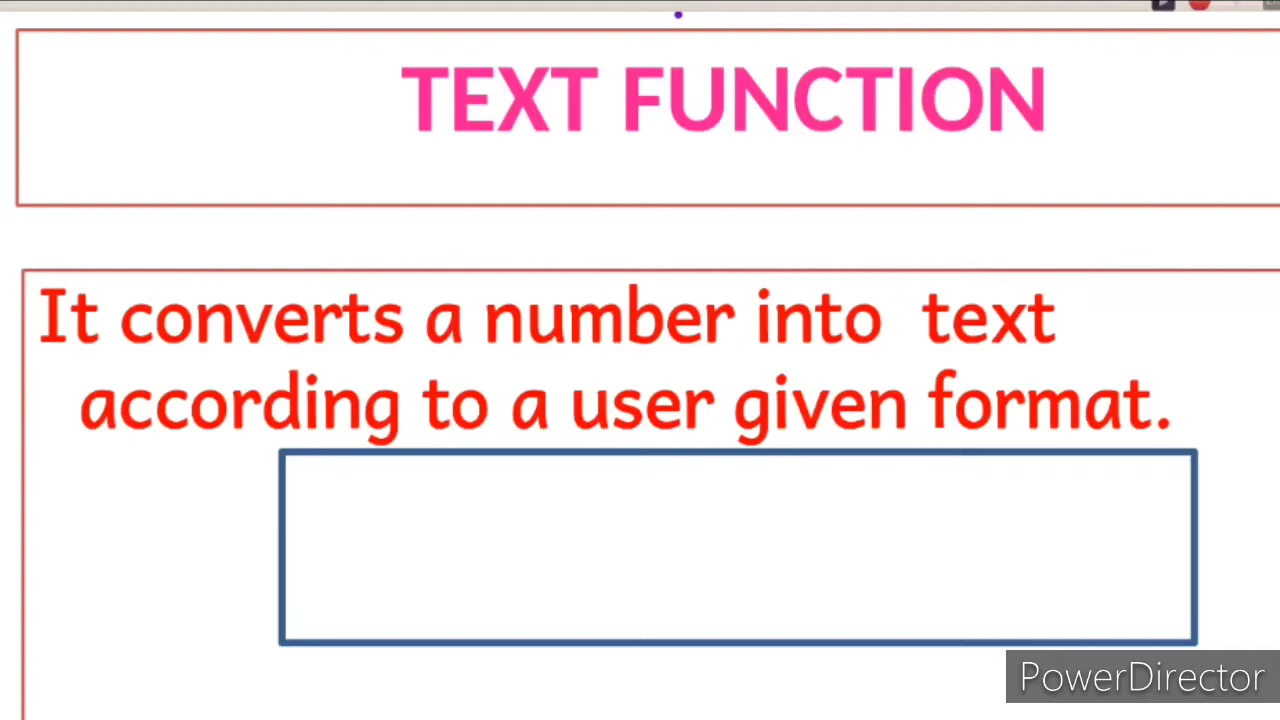 TEXT FUNCTION
It converts a number into text
according to a user given format.
PowerDirector